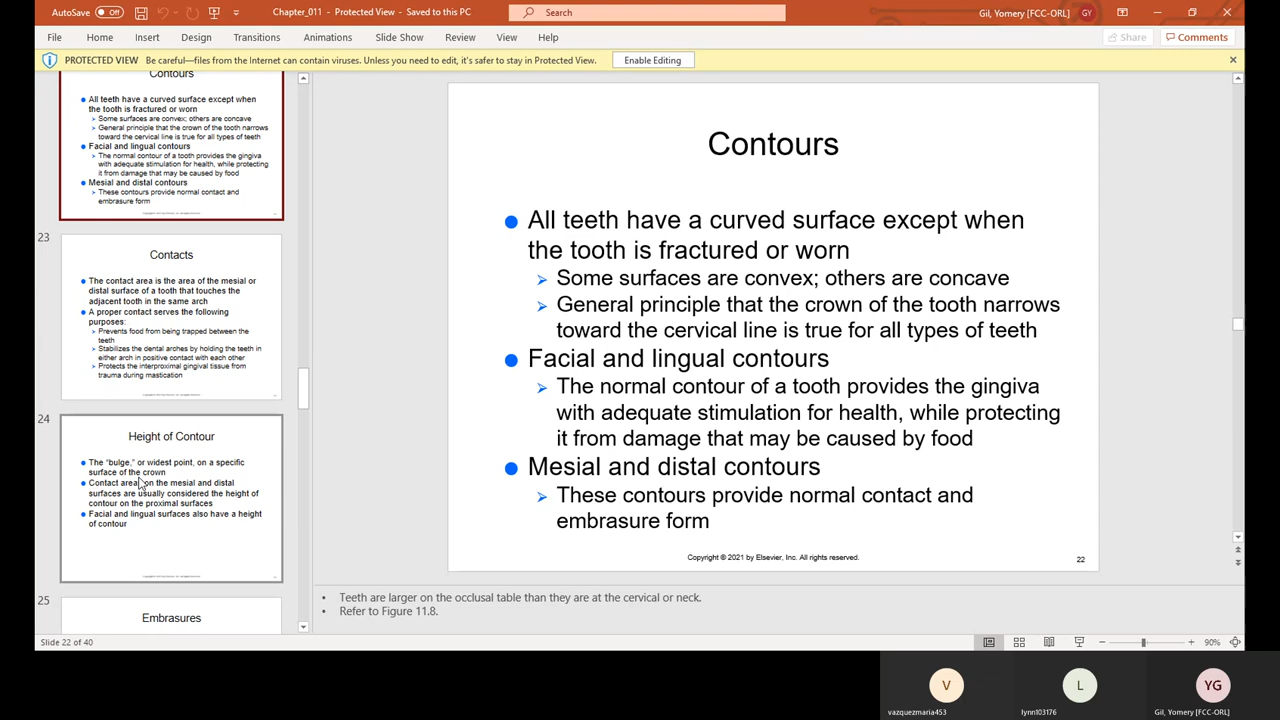 AutoSave Off Chapter_011 - Protected View - Saved to this PC Search Gil, Yomery [FCC-ORL] GY
File Home Insert Design Transitions Animations Slide Show Review View Help Share Comments
PROTECTED VIEW Be careful—files from the Internet can contain viruses. Unless you need to edit, it's safer to stay in Protected View. Enable Editing
Contours
All teeth have a curved surface except when
the tooth is fractured or worn
Some surfaces are convex; others are concave
General principle that the crown of the tooth narrows
toward the cervical line is true for all types of teeth
Facial and lingual contours
The normal contour of a tooth provides the gingiva
with adequate stimulation for health, while protecting
it from damage that may be caused by food
Mesial and distal contours
These contours provide normal contact and
embrasure form
23
Contacts
The contact area is the area of the mesial or
distal surface of a tooth that touches the
adjacent tooth in the same arch
A proper contact serves the following
purposes:
Prevents food from being trapped between the
teeth
Stabilizes the dental arches by holding the teeth in
either arch in positive contact with each other
Protects the interproximal gingival tissue from
trauma during mastication
24
Height of Contour
The "bulge," or widest point, on a specific
surface of the crown
Contact areas on the mesial and distal
surfaces are usually considered the height of
contour on the proximal surfaces
Facial and lingual surfaces also have a height
of contour
25
Embrasures
Contours
All teeth have a curved surface except when
the tooth is fractured or worn
Some surfaces are convex; others are concave
General principle that the crown of the tooth narrows
toward the cervical line is true for all types of teeth
Facial and lingual contours
The normal contour of a tooth provides the gingiva
with adequate stimulation for health, while protecting
it from damage that may be caused by food
Mesial and distal contours
These contours provide normal contact and
embrasure form
Copyright © 2021 by Elsevier, Inc. All rights reserved.
22
Teeth are larger on the occlusal table than they are at the cervical or neck.
Refer to Figure 11.8.
Slide 22 of 40 90%
V L YG
vazquezmaria453 lynn103176 Gil, Yomery [FCC-ORL]